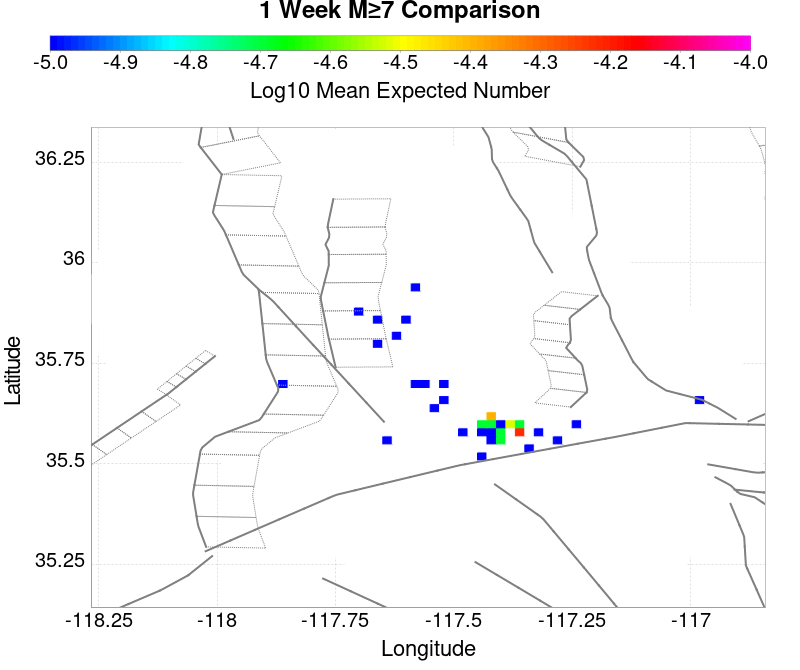 1 Week M≥7 Comparison
-5.0 -4.9 -4.8 -4.7 -4.6 -4.5 -4.4 -4.3 -4.2 -4.1 -4.0
Log10 Mean Expected Number
36.25
36
35.75
35.5
35.25
Latitude
-118.25 -118 -117.75 -117.5 -117.25 -117
Longitude